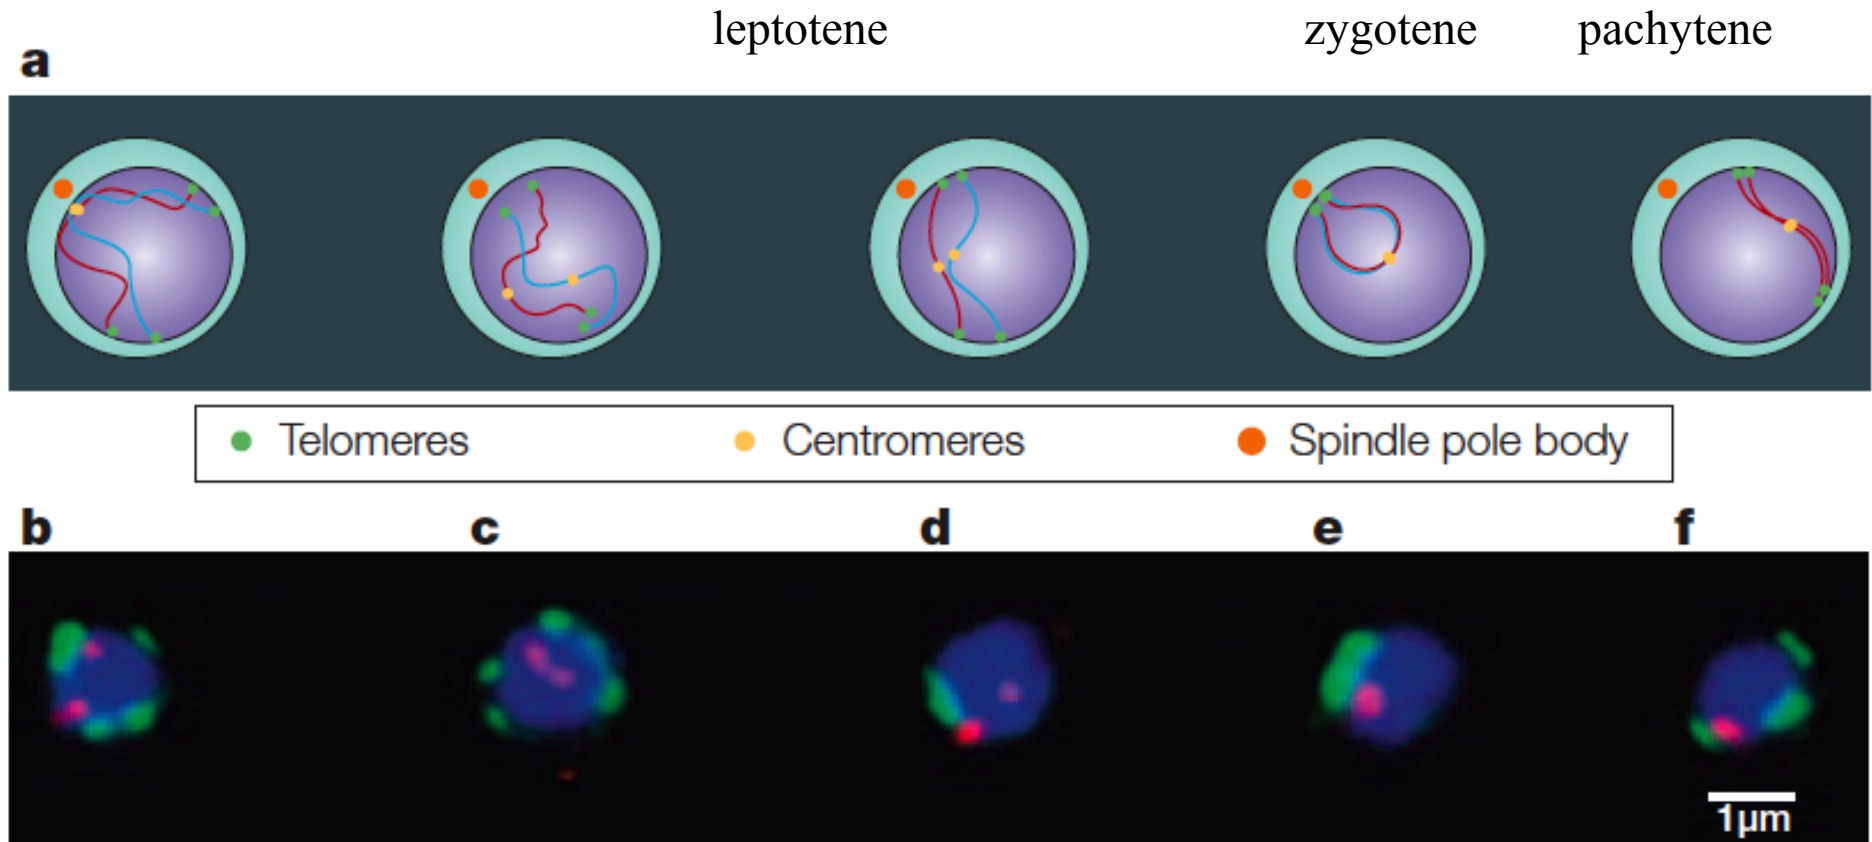 leptotene zygotene pachytene
a
Telomeres Centromeres Spindle pole body
b c d e f
1µm